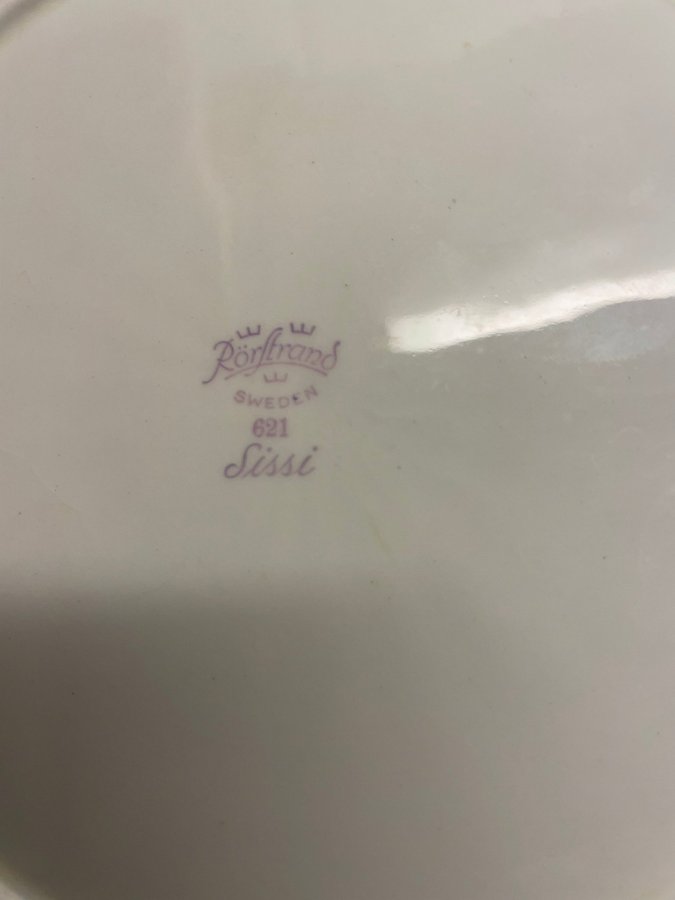 Rörstrand
SWEDEN
621
Sissi